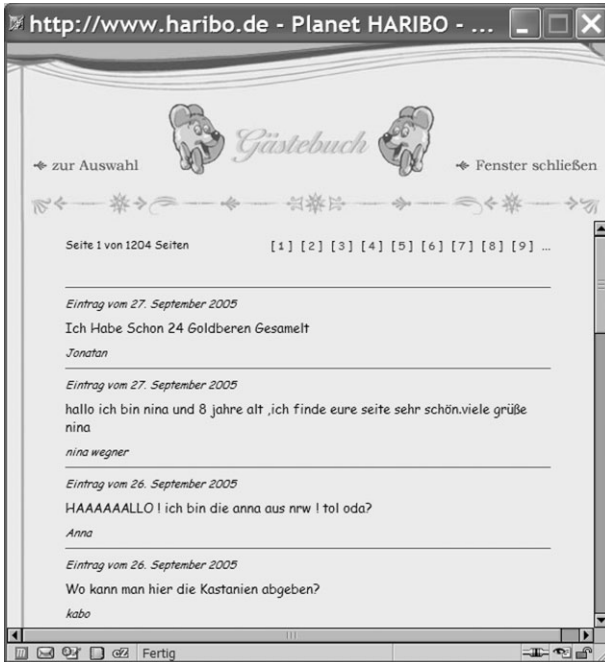 http://www.haribo.de - Planet HARIBO - ...
Gästebuch
zur Auswahl
Fenster schließen
Seite 1 von 1204 Seiten [ 1 ] [ 2 ] [ 3 ] [ 4 ] [ 5 ] [ 6 ] [ 7 ] [ 8 ] [ 9 ] ...
Eintrag vom 27. September 2005
Ich Habe Schon 24 Goldberen Gesamelt
Jonatan
Eintrag vom 27. September 2005
hallo ich bin nina und 8 jahre alt ,ich finde eure seite sehr schön.viele grüße
nina
nina wegner
Eintrag vom 26. September 2005
HAAAAAALLO ! ich bin die anna aus nrw ! tol oda?
Anna
Eintrag vom 26. September 2005
Wo kann man hier die Kastanien abgeben?
kabo
Fertig